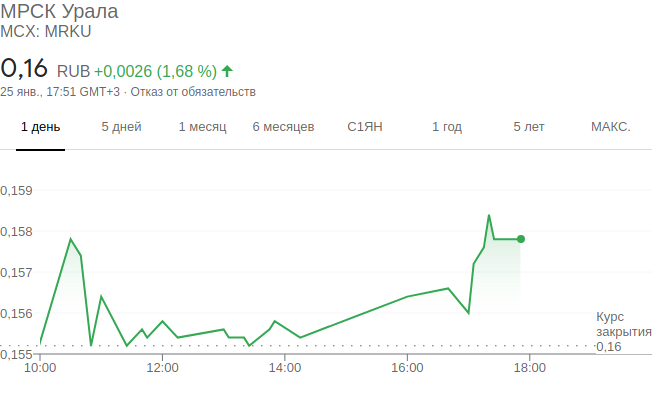 МРСК Урала
MCX: MRKU
0,16 RUB +0,0026 (1,68 %)
25 янв., 17:51 GMT+3 · Отказ от обязательств
1 день 5 дней 1 месяц 6 месяцев С1ЯН 1 год 5 лет МАКС.
0,159
0,158
0,157
0,156
0,155
Курс
закрытия
0,16
10:00 12:00 14:00 16:00 18:00